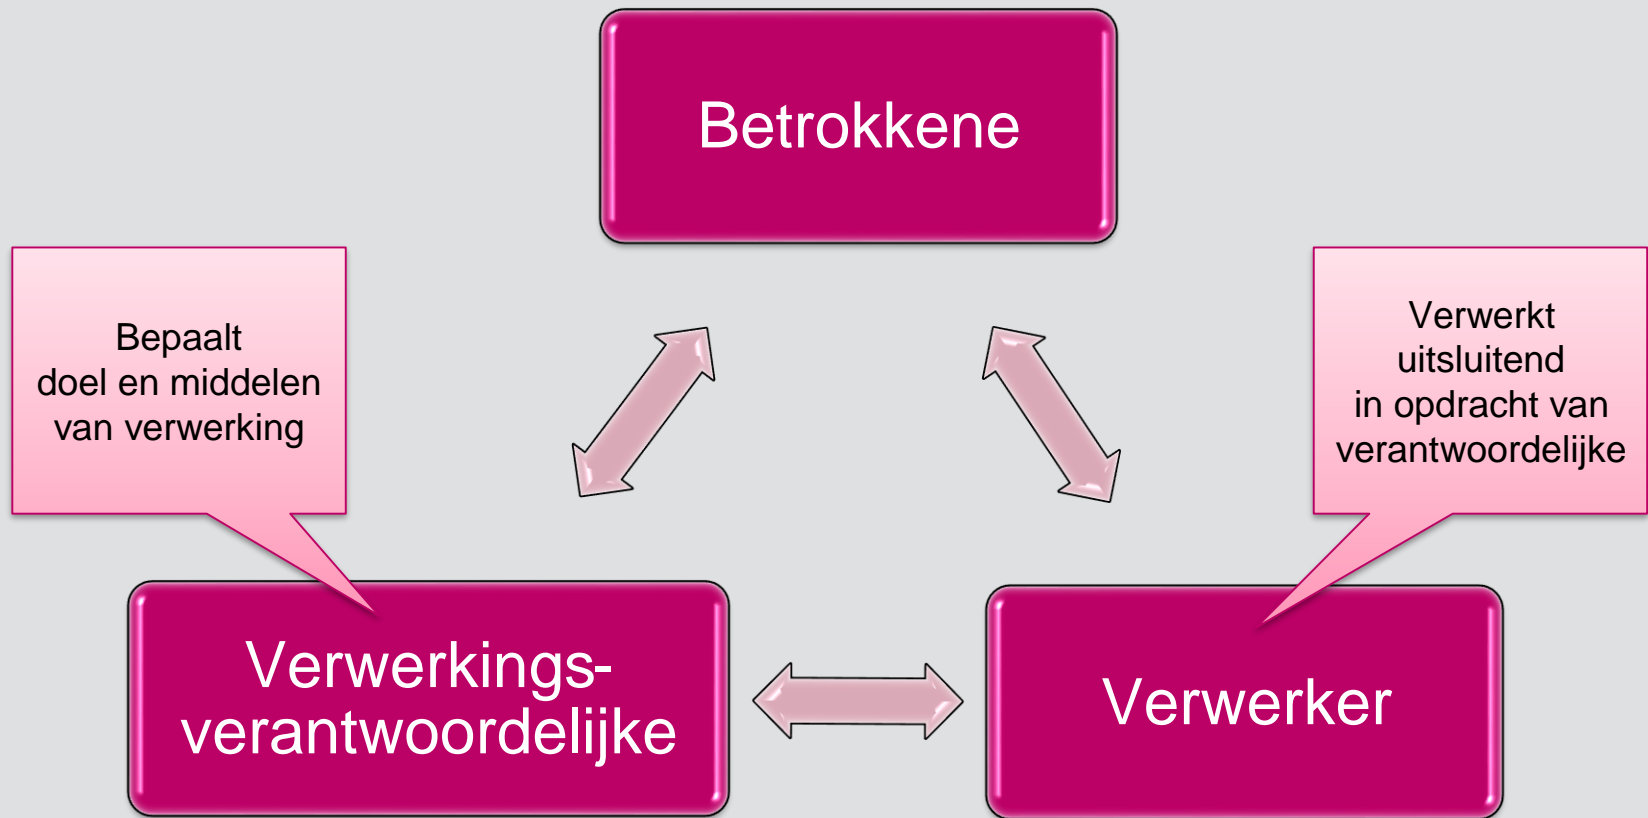 Betrokkene
Bepaalt
doel en middelen
van verwerking
Verwerkt
uitsluitend
in opdracht van
verantwoordelijke
Verwerkings-
verantwoordelijke
Verwerker